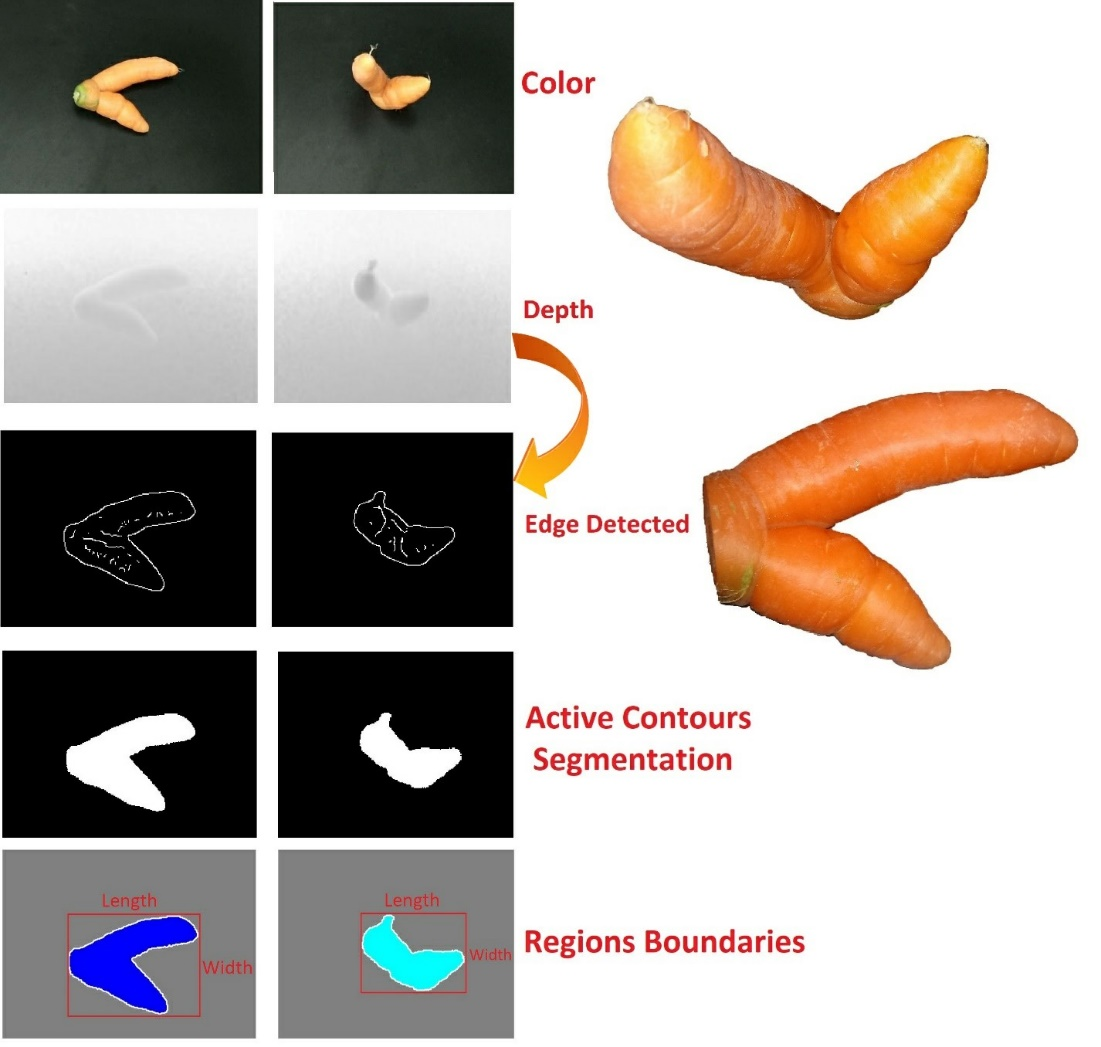 Color
Depth
Edge Detected
Active Contours
Segmentation
Length
Width
Length
Width
Regions Boundaries